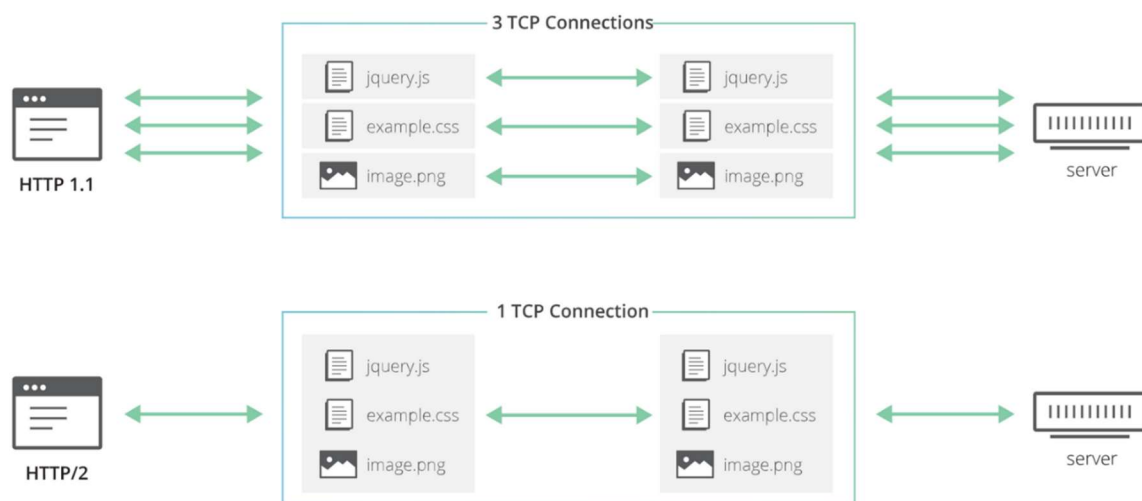 3 TCP Connections
jquery.js jquery.js
example.css example.css
image.png image.png
HTTP 1.1
server
1 TCP Connection
jquery.js jquery.js
example.css example.css
image.png image.png
HTTP/2
server